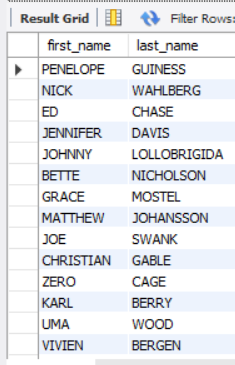 Result Grid Filter Rows:
first_name last_name
PENELOPE GUINESS
NICK WAHLBERG
ED CHASE
JENNIFER DAVIS
JOHNNY LOLLOBRIGIDA
BETTE NICHOLSON
GRACE MOSTEL
MATTHEW JOHANSSON
JOE SWANK
CHRISTIAN GABLE
ZERO CAGE
KARL BERRY
UMA WOOD
VIVIEN BERGEN